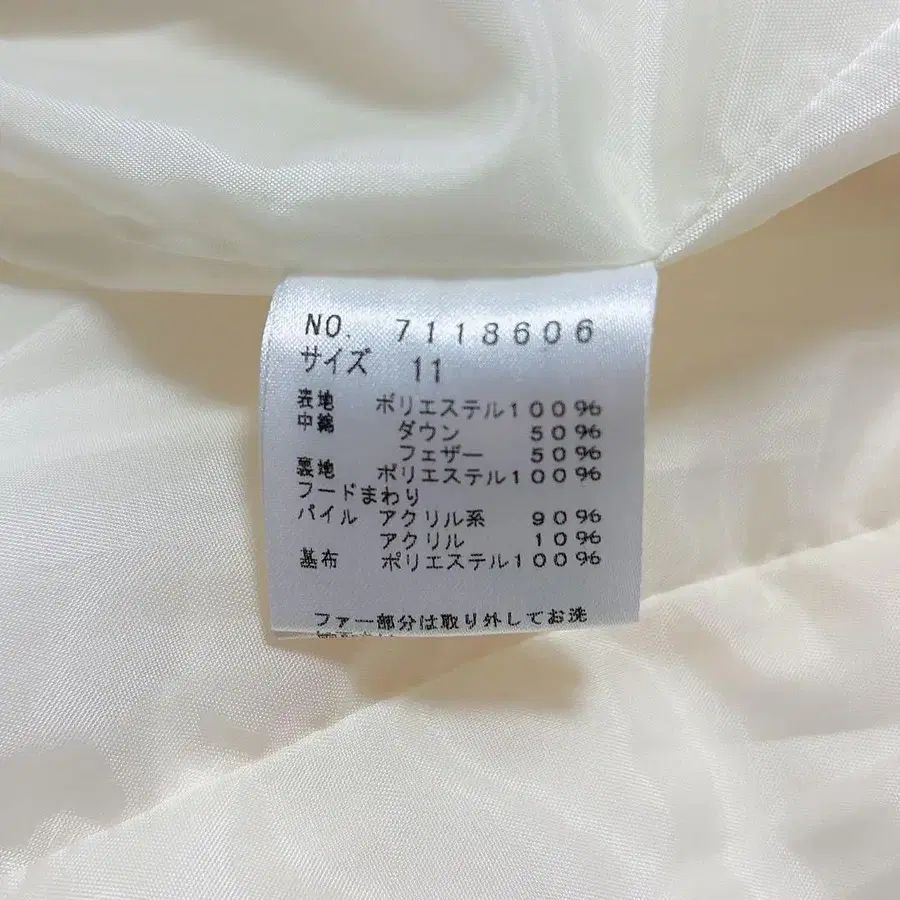 NO. 7118606
サイズ 11
表地 ポリエステル100%
中綿 ダウン 50%
フェザー 50%
裏地 ポリエステル100%
フードまわり
パイル アクリル系 90%
アクリル 10%
基布 ポリエステル100%
ファー部分は取り外してお洗